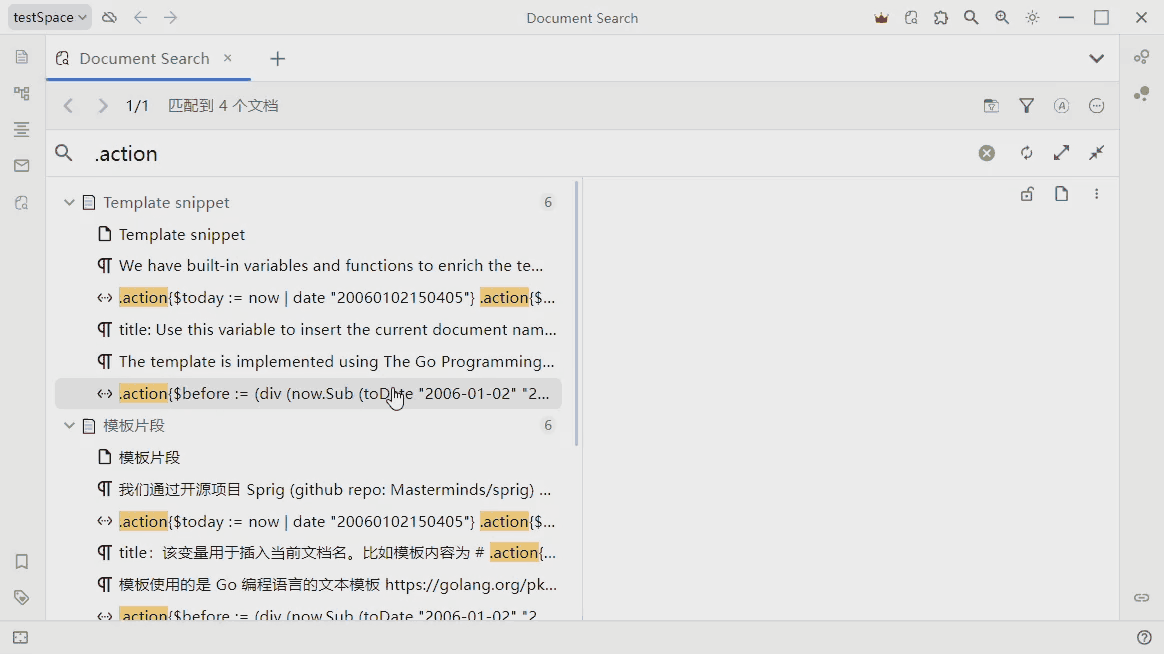 testSpace
Document Search
Document Search
1/1 匹配到 4 个文档
.action
Template snippet 6
Template snippet
We have built-in variables and functions to enrich the te...
.action{$today := now | date "20060102150405"} .action{$...
title: Use this variable to insert the current document nam...
The template is implemented using The Go Programming...
.action{$before := (div (now.Sub (toDate "2006-01-02" "2...
模板片段 6
模板片段
我们通过开源项目 Sprig (github repo: Masterminds/sprig) ...
.action{$today := now | date "20060102150405"} .action{$...
title：该变量用于插入当前文档名。比如模板内容为 # .action{...
模板使用的是 Go 编程语言的文本模板 https://golang.org/pk...
.action{$before := (div (now.Sub (toDate "2006-01-02" "2